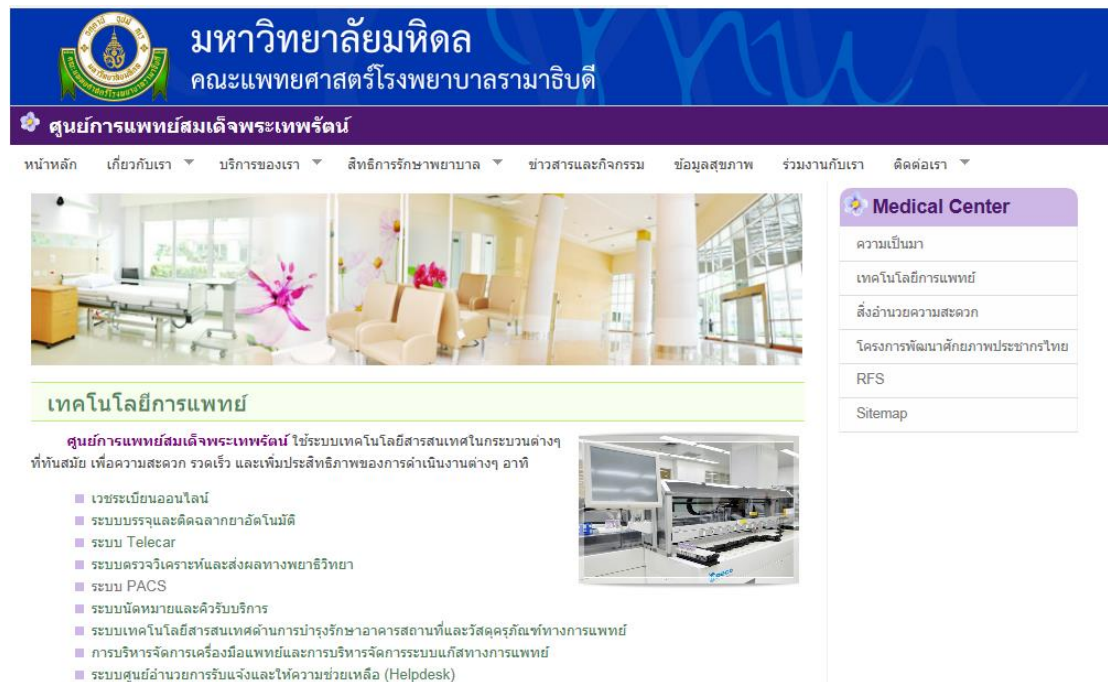 มหาวิทยาลัยมหิดล
คณะแพทยศาสตร์โรงพยาบาลรามาธิบดี
ศูนย์การแพทย์สมเด็จพระเทพรัตน์
หน้าหลัก เกี่ยวกับเรา บริการของเรา สิทธิการรักษาพยาบาล ข่าวสารและกิจกรรม ข้อมูลสุขภาพ ร่วมงานกับเรา ติดต่อเรา
Medical Center
ความเป็นมา
เทคโนโลยีการแพทย์
สิ่งอำนวยความสะดวก
โครงการพัฒนาศักยภาพประชากรไทย
RFS
Sitemap
เทคโนโลยีการแพทย์
ศูนย์การแพทย์สมเด็จพระเทพรัตน์ ใช้ระบบเทคโนโลยีสารสนเทศในกระบวนต่างๆ
ที่ทันสมัย เพื่อความสะดวก รวดเร็ว และเพิ่มประสิทธิภาพของการดำเนินงานต่างๆ อาทิ
เวชระเบียนออนไลน์
ระบบบรรจุและติดฉลากยาอัตโนมัติ
ระบบ Telecar
ระบบตรวจวิเคราะห์และส่งผลทางพยาธิวิทยา
ระบบ PACS
ระบบนัดหมายและคิวรับบริการ
ระบบเทคโนโลยีสารสนเทศด้านการบำรุงรักษาอาคารสถานที่และวัสดุครุภัณฑ์ทางการแพทย์
การบริหารจัดการเครื่องมือแพทย์และการบริหารจัดการระบบแก๊สทางการแพทย์
ระบบศูนย์อำนวยการรับแจ้งและให้ความช่วยเหลือ (Helpdesk)